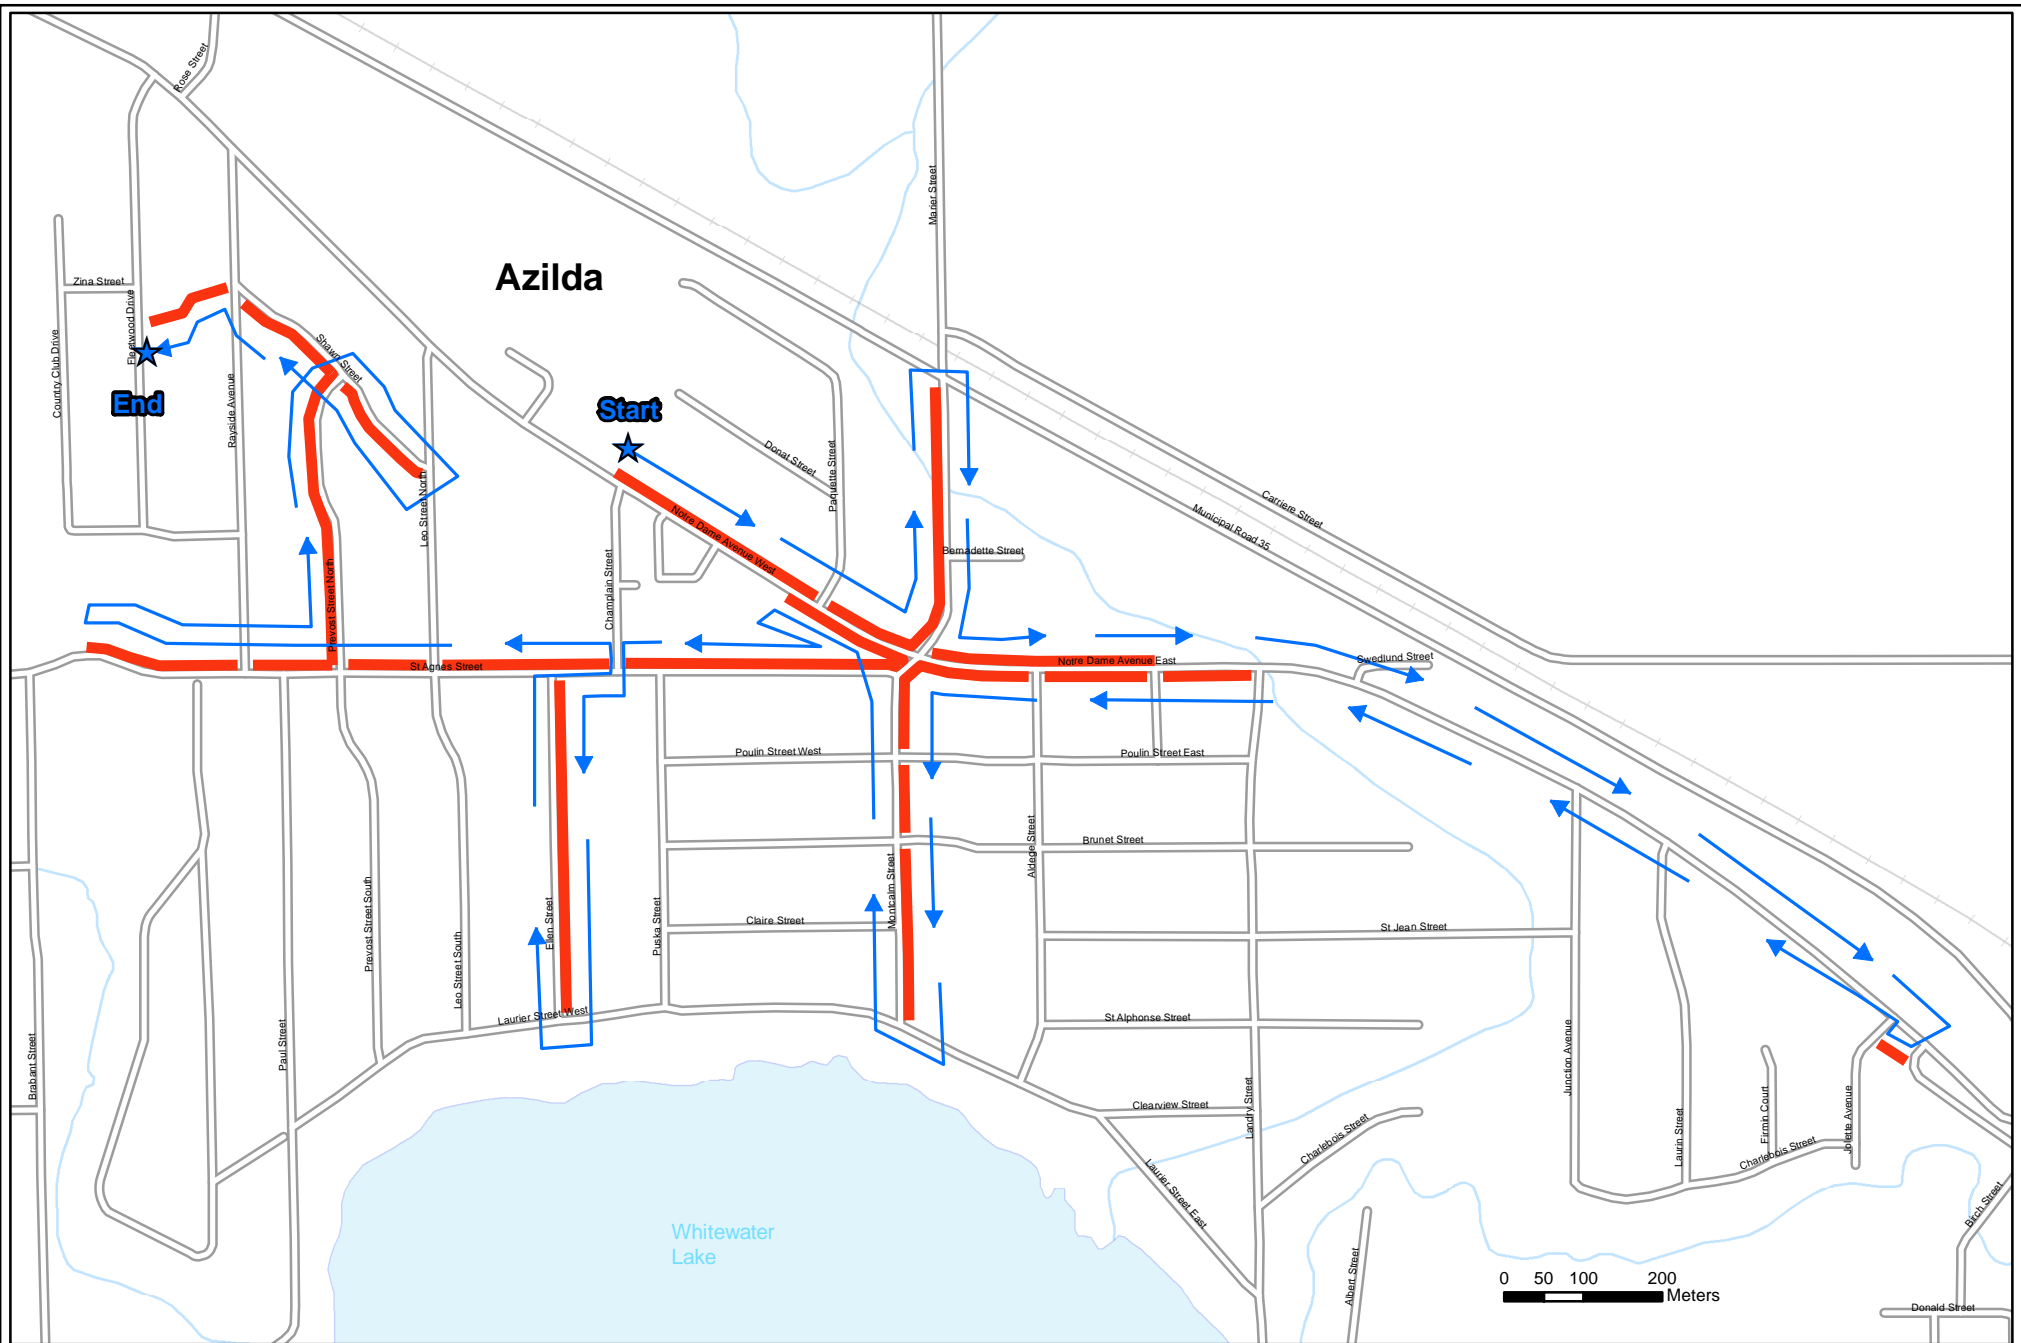 Rose Street
Marier Street
Azilda
Zina Street
Fleetwood Drive
Country Club Drive
Rayside Avenue
Shawn Street
End
Start
Leo Street North
Donat Street
Paquette Street
Carriere Street
Municipal Road 35
Notre Dame Avenue West
Bernadette Street
Champlain Street
Prevost Street North
St Agnes Street
Notre Dame Avenue East
Swedlund Street
Poulin Street West
Poulin Street East
Brunet Street
Aldege Street
Montcalm Street
Claire Street
St Jean Street
Prevost Street South
Leo Street South
Ellen Street
Puska Street
Laurier Street West
St Alphonse Street
Brabant Street
Paul Street
Junction Avenue
Clearview Street
Landry Street
Charlebois Street
Laurin Street
Firmin Court
Joliette Avenue
Charlebois Street
Laurier Street East
Birch Street
Whitewater
Lake
Albert Street
0 50 100 200
Meters
Donald Street